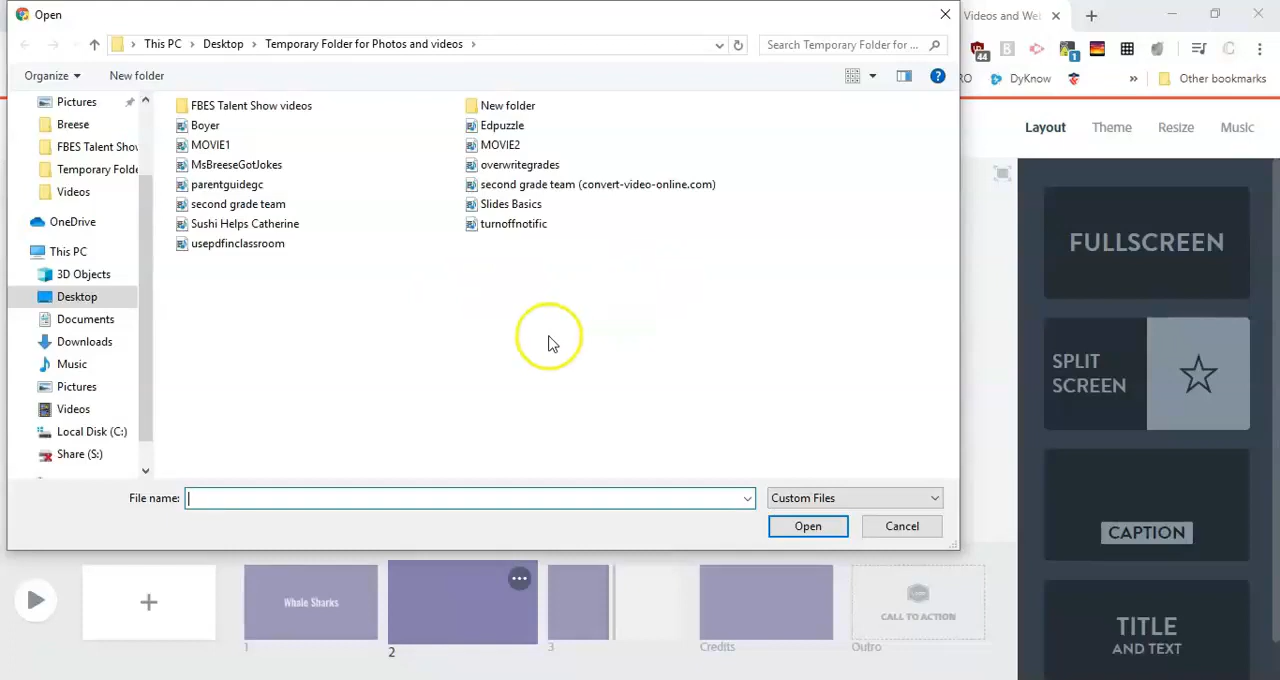 Open
Videos and We
This PC > Desktop > Temporary Folder for Photos and videos >
Search Temporary Folder for ...
44
1
Organize
New folder
RO
DyKnow
»
Other bookmarks
Pictures
Breese
FBES Talent Show
Temporary Folde
Videos
OneDrive
This PC
3D Objects
Desktop
Documents
Downloads
Music
Pictures
Videos
Local Disk (C:)
Share (S:)
FBES Talent Show videos
New folder
Boyer
Edpuzzle
MOVIE1
MOVIE2
MsBreeseGotJokes
overwritegrades
parentguidegc
second grade team (convert-video-online.com)
second grade team
Slides Basics
Sushi Helps Catherine
turnoffnotific
usepdfinclassroom
File name:
Custom Files
Open
Cancel
Layout
Theme
Resize
Music
FULLSCREEN
SPLIT
SCREEN
CAPTION
TITLE
AND TEXT
+
Whale Sharks
CALL TO ACTION
1
2
3
Credits
Outro